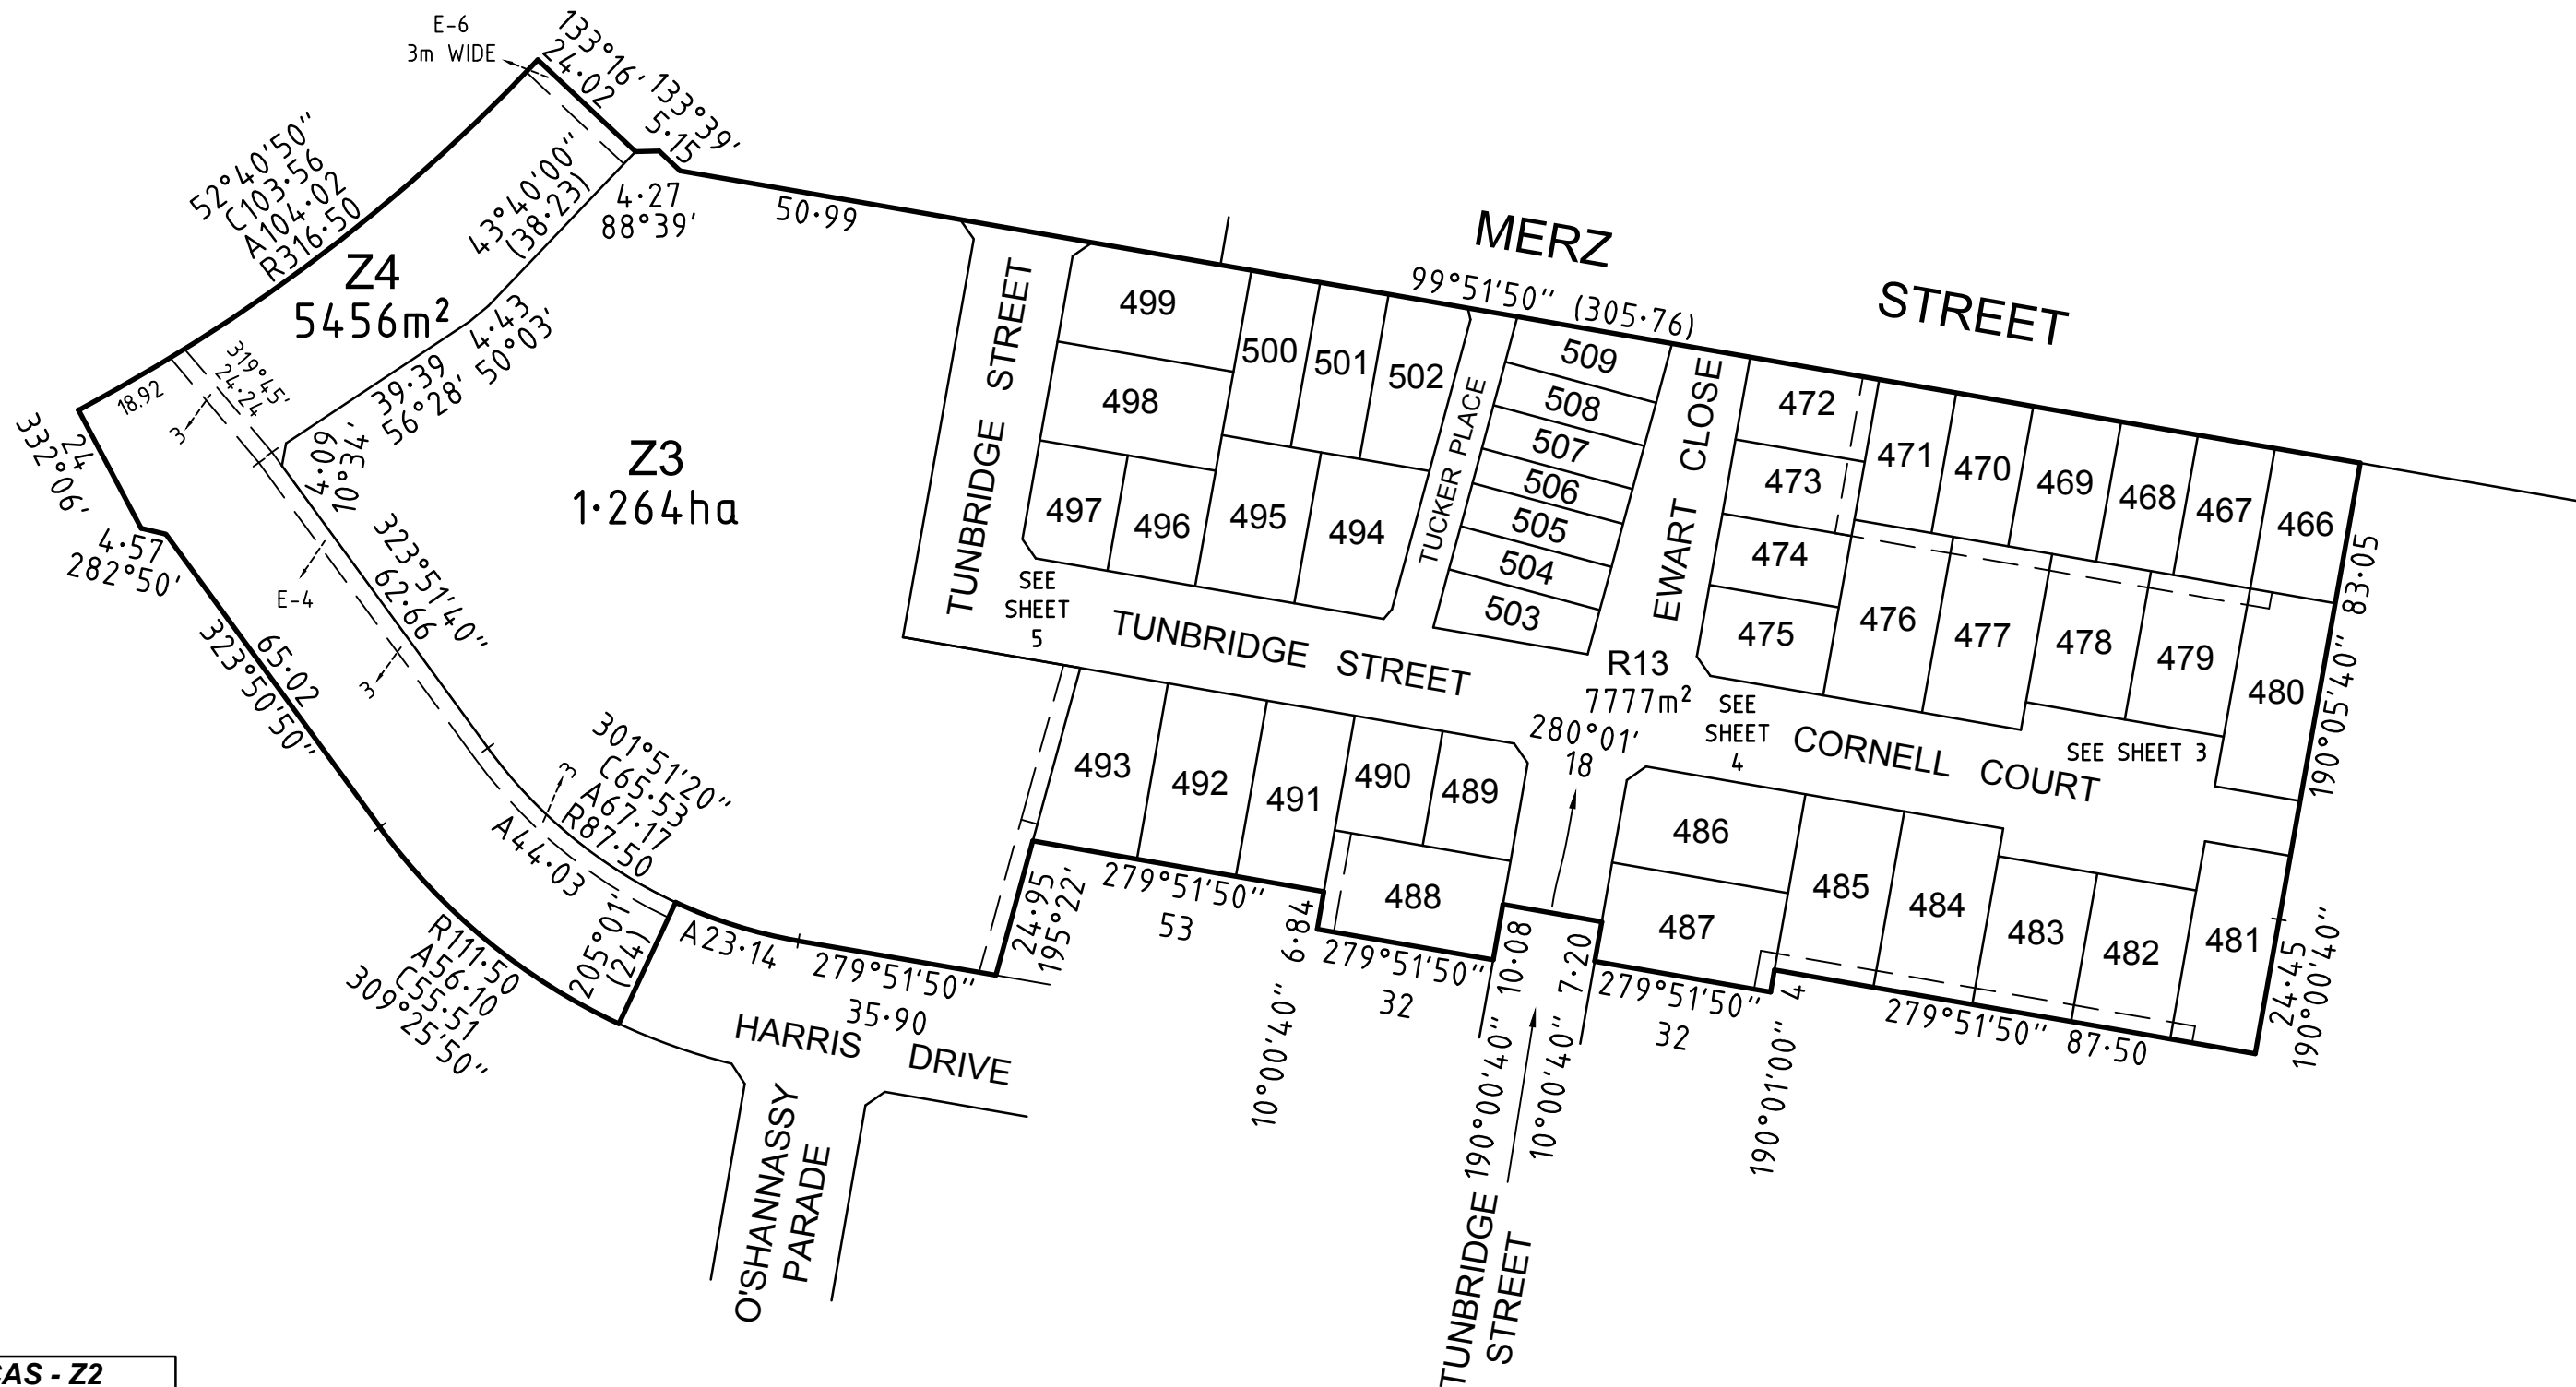 E-6
3m WIDE
133°16'
24·02
133°39'
5·15
52°40'50"
C103·56
A104·02
R316·50
43°40'00"
(38·23)
4·27
88°39'
50·99
MERZ STREET
99°51'50" (305·76)
Z4
5456m²
319°45'
24·24
18.92
3
39·39
56°28'
4·43
50°03'
4·09
10°34'
24
332°06'
4·57
282°50'
Z3
1·264ha
323°51'40"
62·66
E-4
3
65·02
323°50'50"
301°51'20"
C65·53
A67·17
R87·50
3
A44·03
R111·50
A56·10
C55·51
309°25'50"
205°01'
(24)
A23·14
279°51'50"
35·90
24·95
195°22'
HARRIS DRIVE
O'SHANNASSY
PARADE
TUNBRIDGE STREET
499
498
497
496
495
494
500
501
502
TUCKER PLACE
509
508
507
506
505
504
503
EWART CLOSE
472
473
474
475
471
470
469
468
467
466
476
477
478
479
480
SEE
SHEET
5
TUNBRIDGE STREET
R13
7777m²
280°01'
18
SEE
SHEET
4
CORNELL COURT
SEE SHEET 3
83·05
190°05'40"
493
492
491
490
489
488
486
487
485
484
483
482
481
279°51'50"
53
10°00'40" 6·84
279°51'50"
32
190°00'40" 10·08
10°00'40" 7·20
279°51'50"
32
190°01'00" 4
279°51'50" 87·50
24·45
190°00'40"
TUNBRIDGE
STREET
AS - Z2